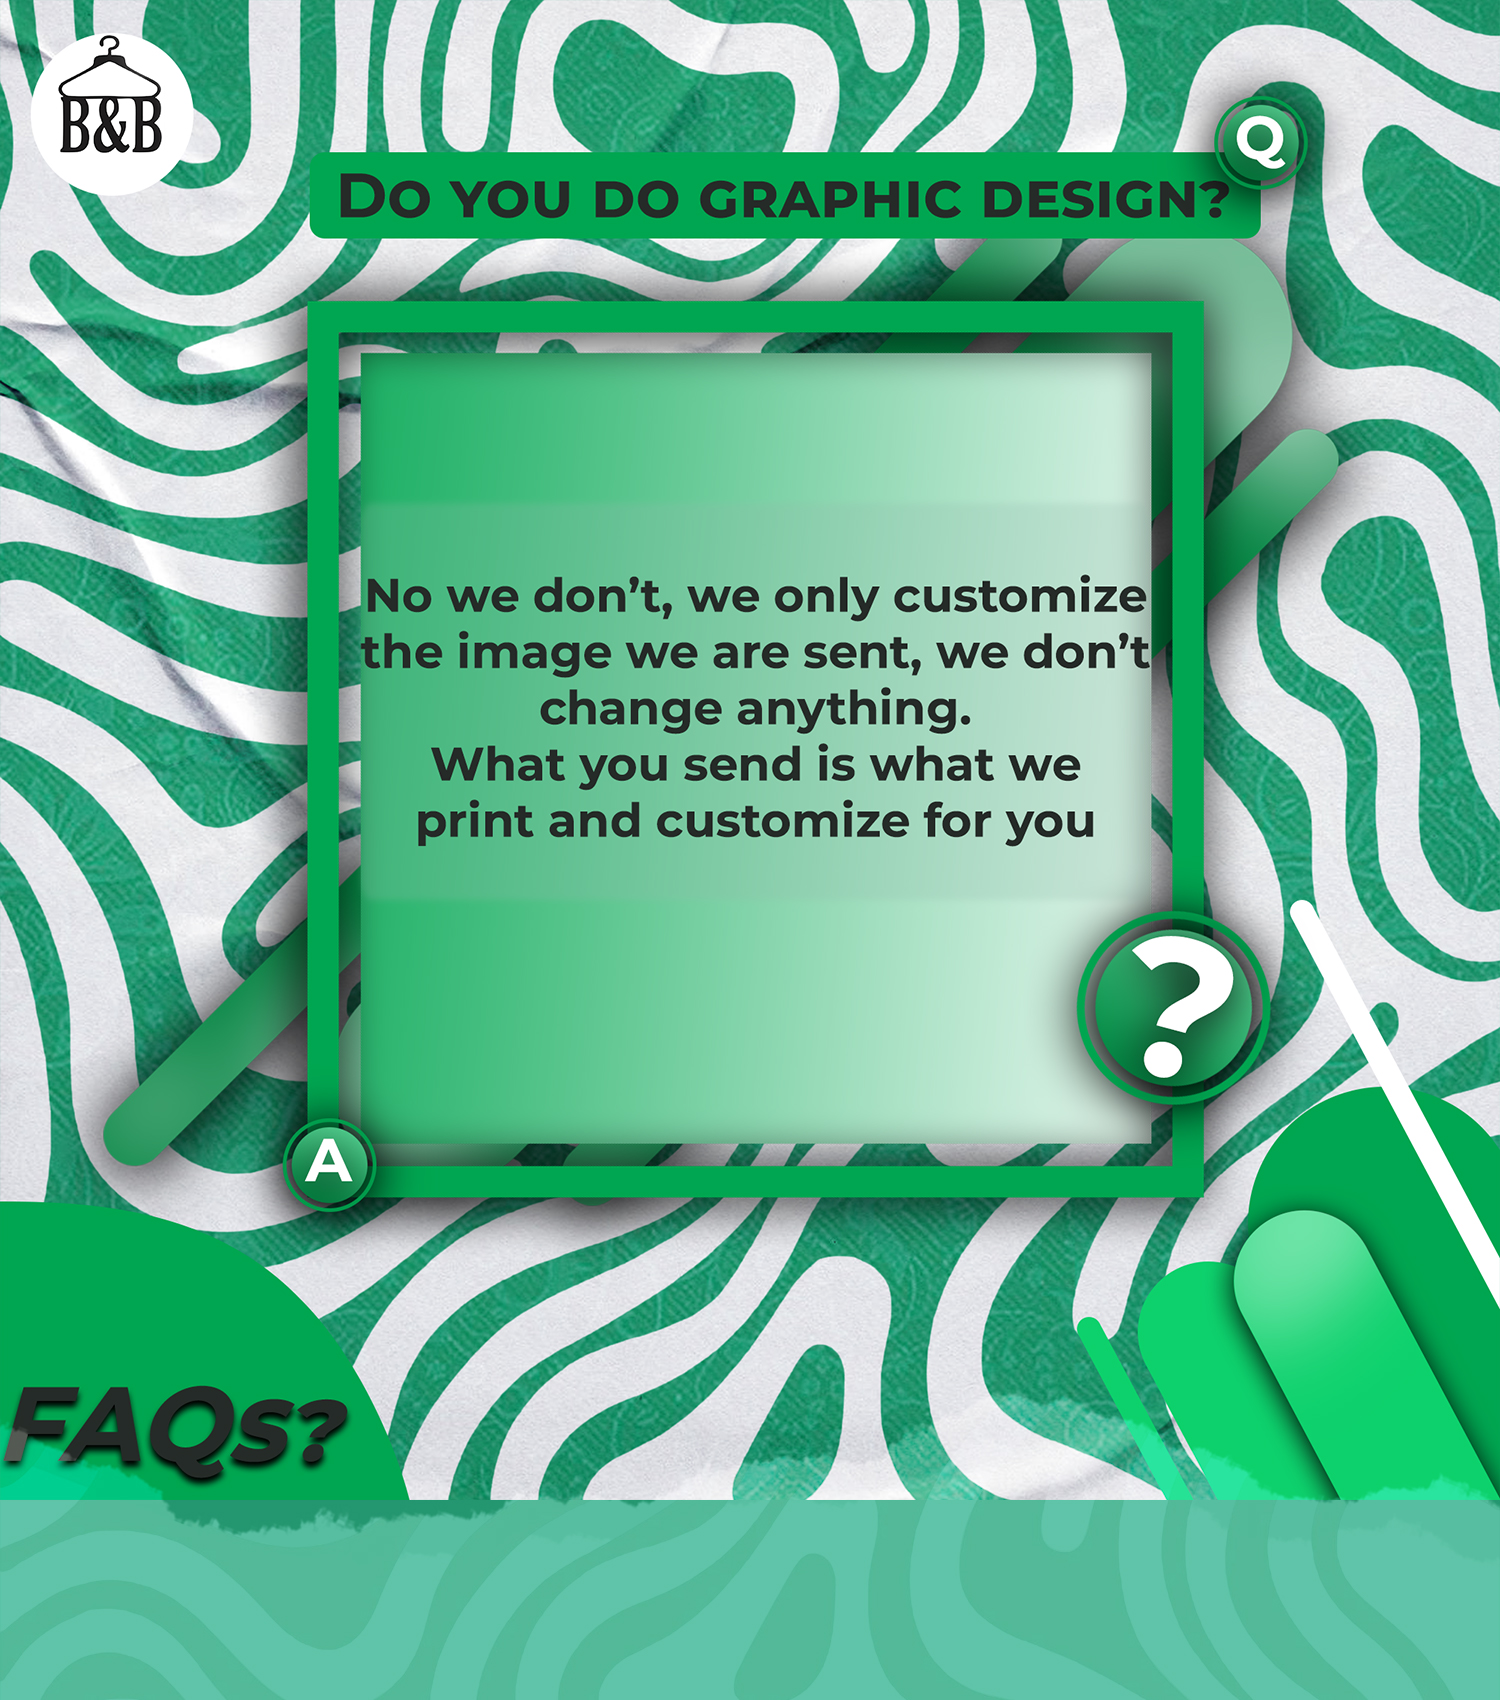 B&B
Q
Do you do graphic design?
No we don’t, we only customize
the image we are sent, we don’t
change anything.
What you send is what we
print and customize for you
?
A
FAQs?